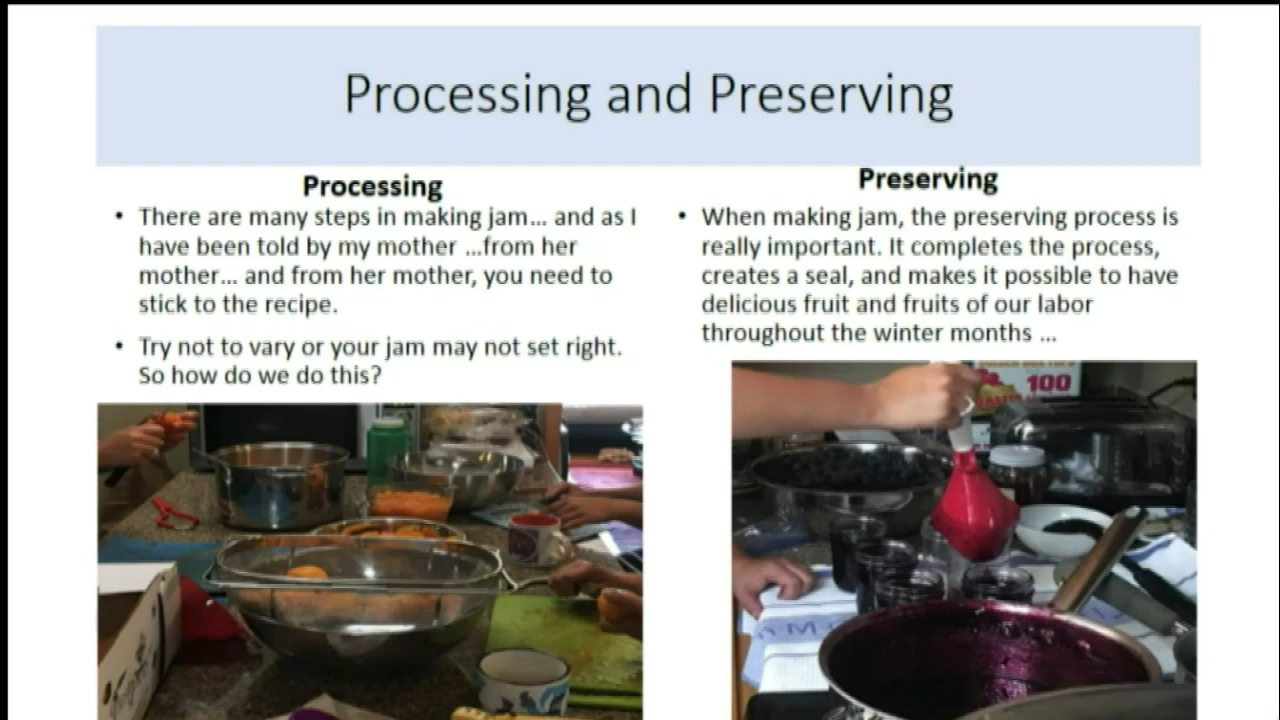 Processing and Preserving
Processing
• There are many steps in making jam... and as I
have been told by my mother ...from her
mother... and from her mother, you need to
stick to the recipe.
• Try not to vary or your jam may not set right.
So how do we do this?
Preserving
• When making jam, the preserving process is
really important. It completes the process,
creates a seal, and makes it possible to have
delicious fruit and fruits of our labor
throughout the winter months ...
100